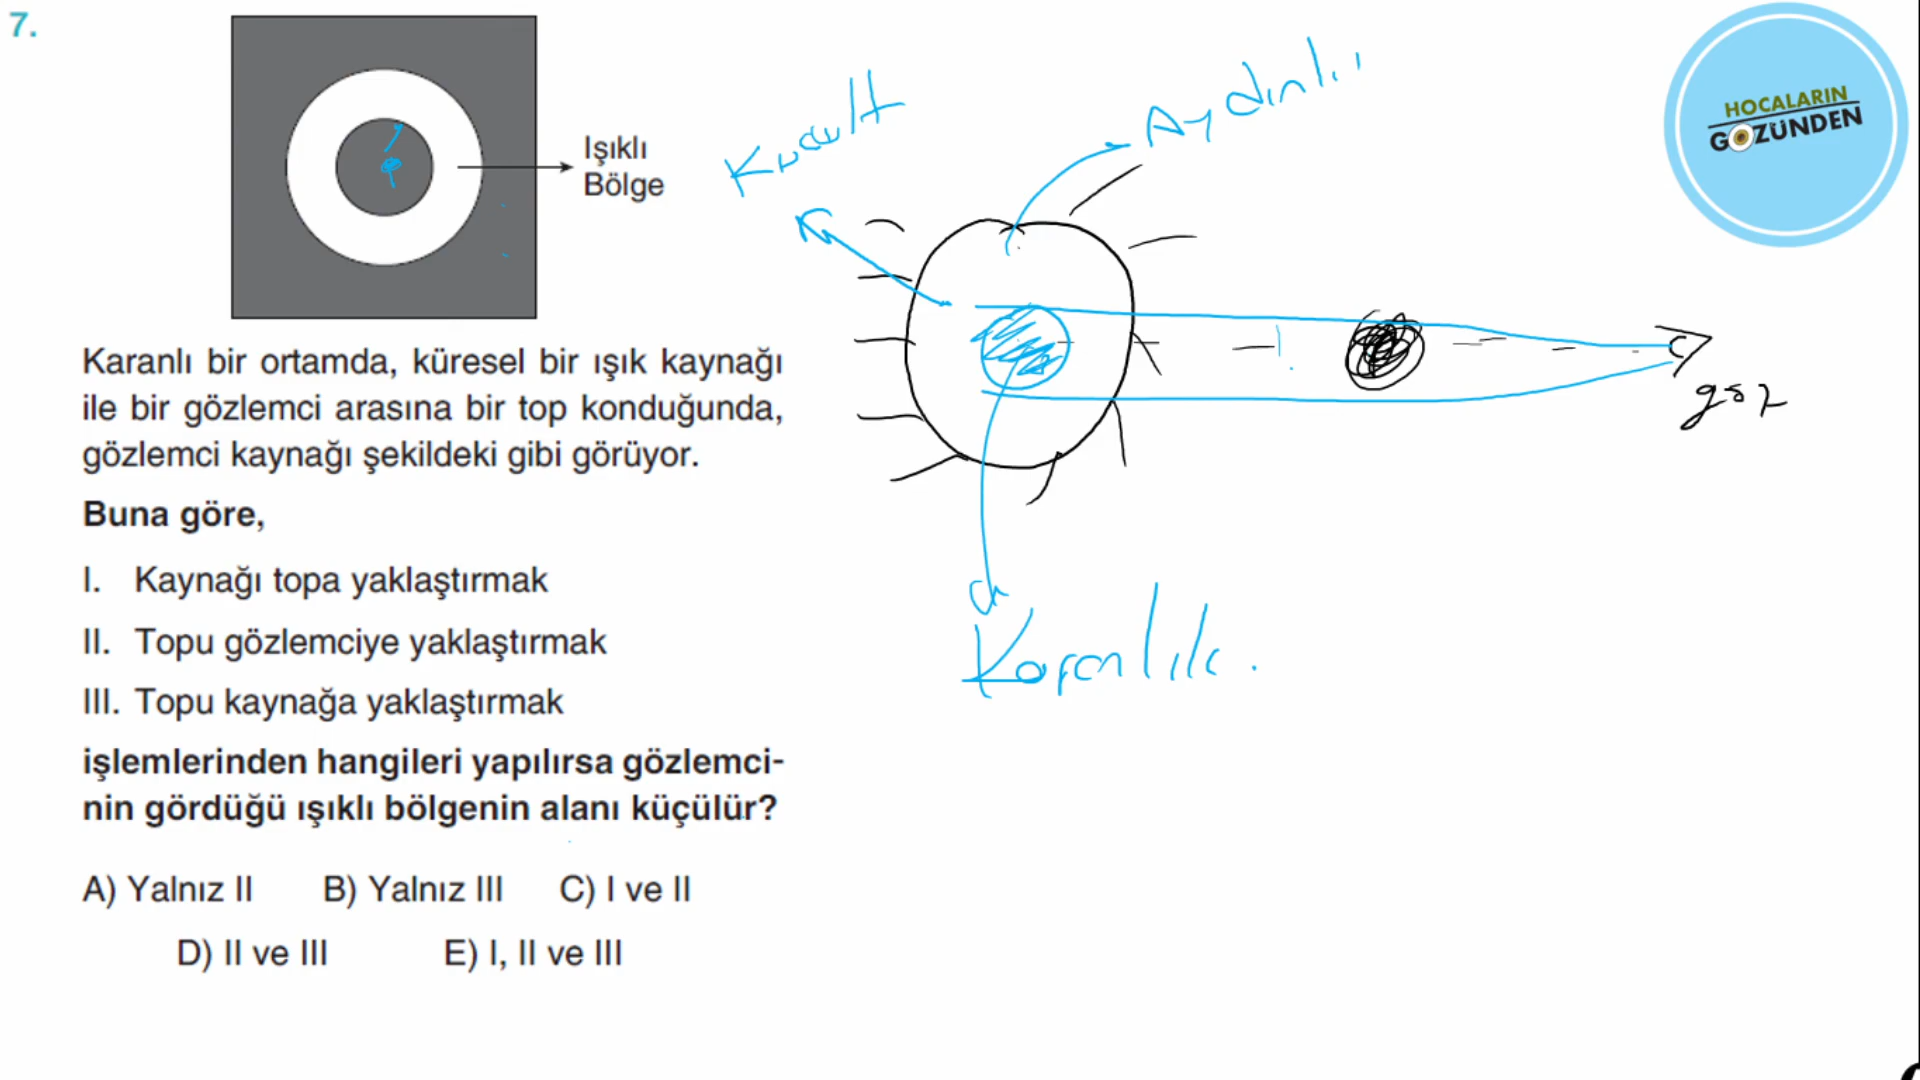 7.
Işıklı
Bölge
Aydınlı
HOCALARIN
GÖZÜNDEN
göz
Karanlık.
Karanlı bir ortamda, küresel bir ışık kaynağı
ile bir gözlemci arasına bir top konduğunda,
gözlemci kaynağı şekildeki gibi görüyor.
Buna göre,
I. Kaynağı topa yaklaştırmak
II. Topu gözlemciye yaklaştırmak
III. Topu kaynağa yaklaştırmak
işlemlerinden hangileri yapılırsa gözlemci-
nin gördüğü ışıklı bölgenin alanı küçülür?
A) Yalnız II B) Yalnız III C) I ve II
D) II ve III E) I, II ve III